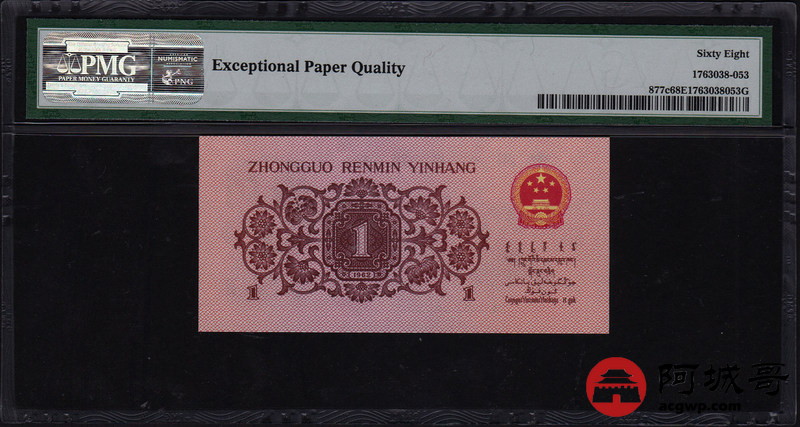 PMG
PAPER MONEY GUARANTY
NUMISMATIC
PNG
Exceptional Paper Quality
Sixty Eight
1763038-053
877c68E1763038053G
ZHONGGUO RENMIN YINHANG
1
1962
1
1
阿城哥
acgwp.com